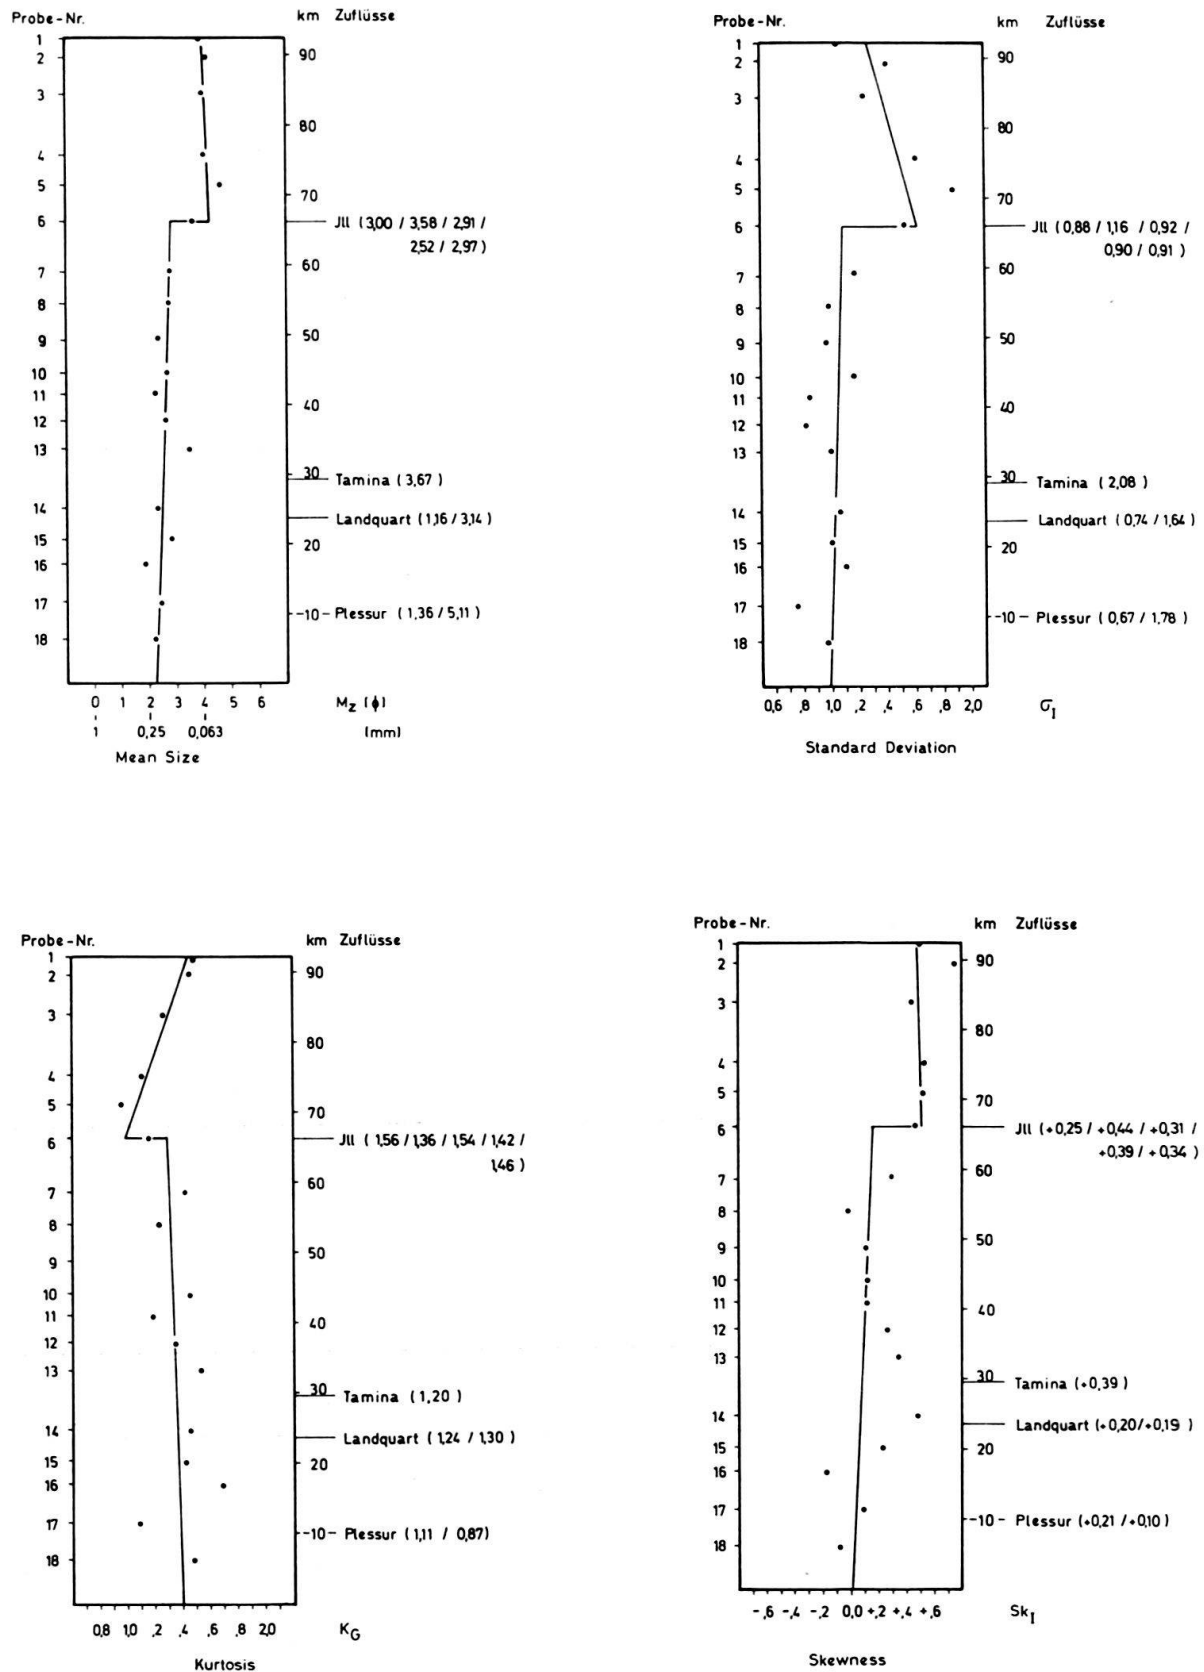 Probe-Nr. km Zuflüsse
1
2 90
3
80
4
5 70
6 Jll (3,00 / 3,58 / 2,91 /
2,52 / 2,97)
60
7
8
9 50
10
11 40
12
13
30 Tamina (3,67)
14 Landquart (1,16/3,14)
15 20
16
17 -10- Plessur (1,36/5,11)
18
0 1 2 3 4 5 6 Mz [ϕ]
1 0,25 0,063 [mm]
Mean Size
Probe-Nr. km Zuflüsse
1
2 90
3
80
4
5 70
6 Jll (0,88 / 1,16 / 0,92 /
0,90 / 0,91)
60
7
8
9 50
10
11 40
12
13
30 Tamina (2,08)
14 Landquart (0,74 / 1,64)
15 20
16
17 -10- Plessur (0,67 / 1,78)
18
0,6 ,8 1,0 ,2 ,4 ,6 ,8 2,0 σI
Standard Deviation
Probe-Nr. km Zuflüsse
1
2 90
3
80
4
5 70
6 Jll (1,56 / 1,36 / 1,54 / 1,42 /
1,46)
60
7
8
9 50
10
11 40
12
13
30 Tamina (1,20)
14 Landquart (1,24 / 1,30)
15 20
16
17 -10- Plessur (1,11 / 0,87)
18
0,8 1,0 ,2 ,4 ,6 ,8 2,0 KG
Kurtosis
Probe-Nr. km Zuflüsse
1
2 90
3
80
4
5 70
6 Jll (+0,25 / +0,44 / +0,31 /
+0,39 / +0,34)
60
7
8
9 50
10
11 40
12
13
30 Tamina (+0,39)
14 Landquart (+0,20/+0,19)
15 20
16
17 -10- Plessur (+0,21 / +0,10)
18
-,6 -,4 -,2 0,0 +,2 +,4 +,6 SkI
Skewness